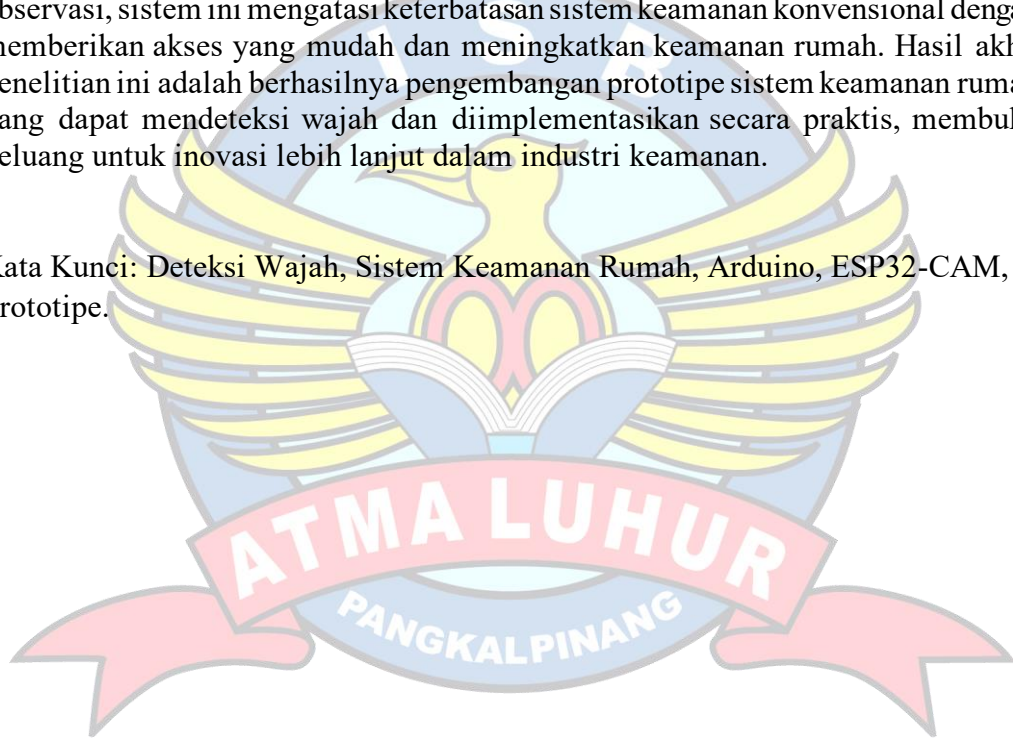 observasi, sistem ini mengatasi keterbatasan sistem keamanan konvensional denga
memberikan akses yang mudah dan meningkatkan keamanan rumah. Hasil akh
enelitian ini adalah berhasilnya pengembangan prototipe sistem keamanan ruma
ang dapat mendeteksi wajah dan diimplementasikan secara praktis, membuk
eluang untuk inovasi lebih lanjut dalam industri keamanan.
Kata Kunci: Deteksi Wajah, Sistem Keamanan Rumah, Arduino, ESP32-CAM,
rototipe.
I S B
ATMA LUHUR
PANGKALPINANG